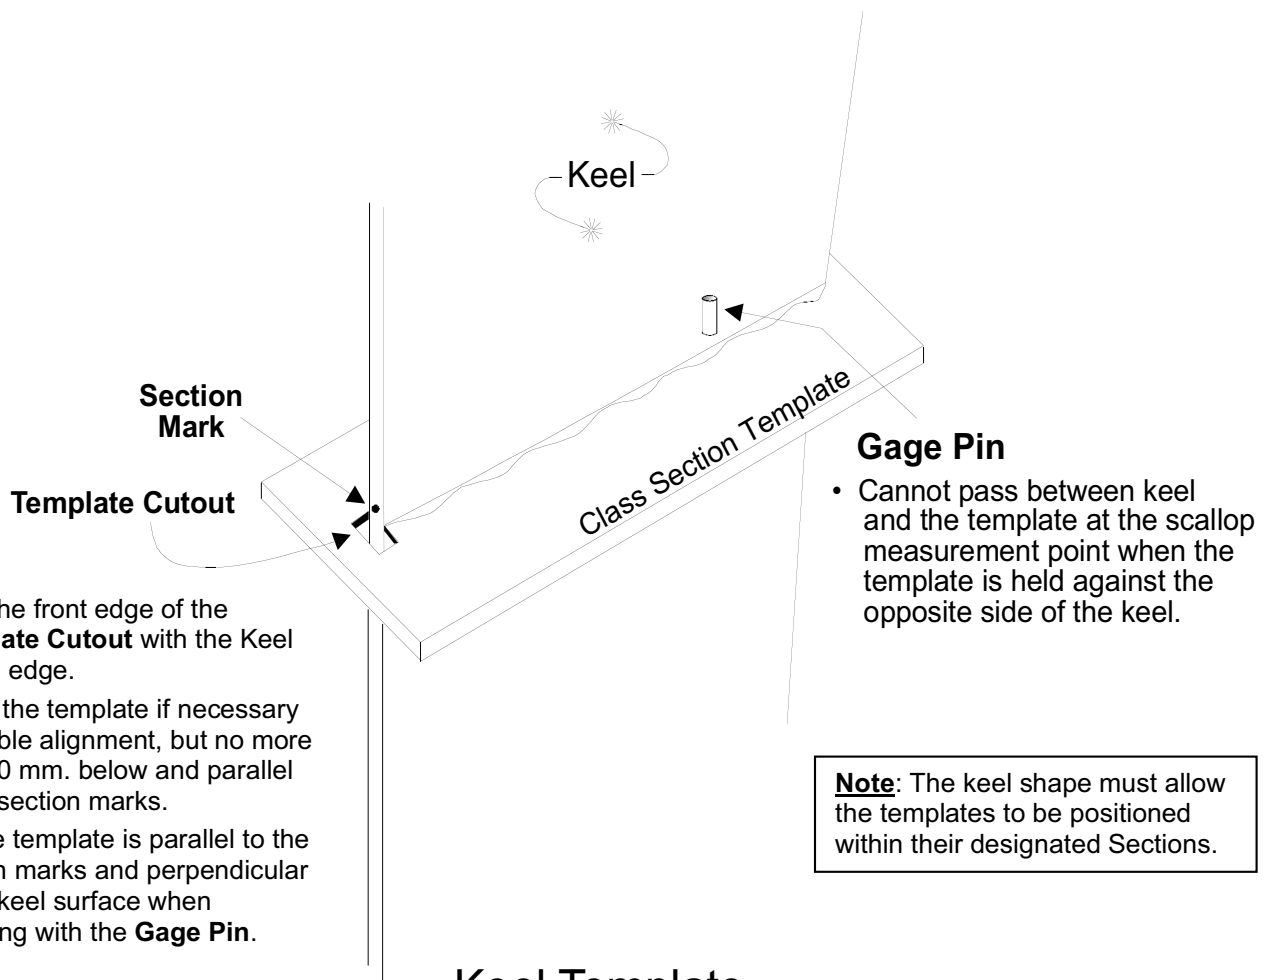 Keel
Section
Mark
Template Cutout
Class Section Template
Gage Pin
• Cannot pass between keel
and the template at the scallop
measurement point when the
template is held against the
opposite side of the keel.
he front edge of the
ate Cutout with the Keel
edge.
the template if necessary
ble alignment, but no more
0 mm. below and parallel
section marks.
e template is parallel to the
n marks and perpendicular
keel surface when
ng with the Gage Pin.
Note: The keel shape must allow
the templates to be positioned
within their designated Sections.
Keel Template